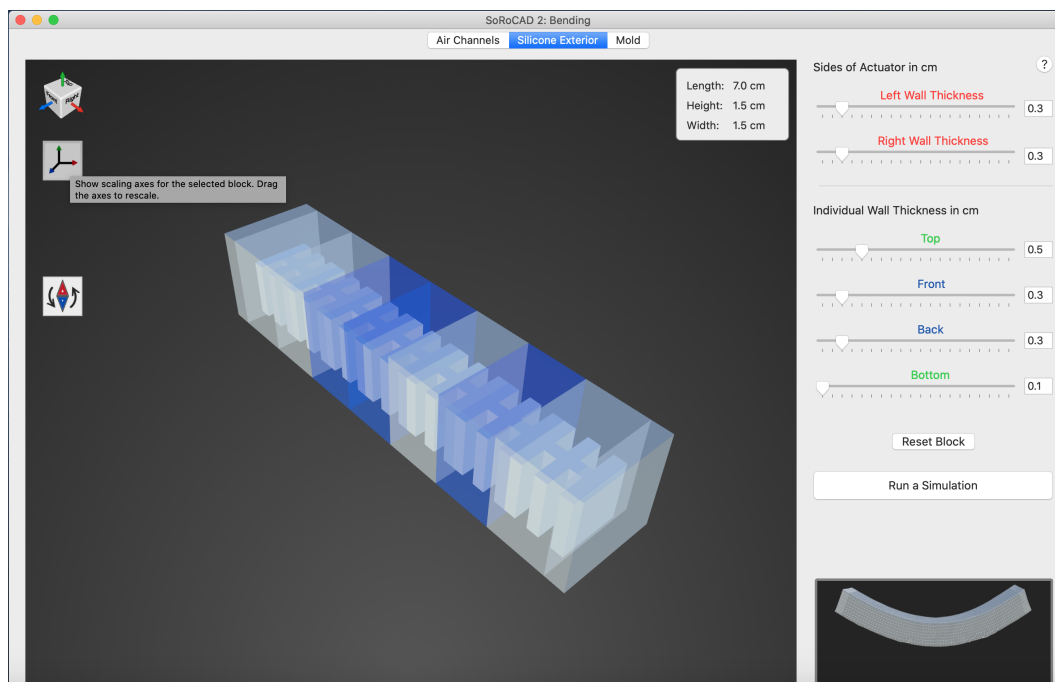 SoRoCAD 2: Bending
Air Channels
Silicone Exterior
Mold
Right
Length: 7.0 cm
Height: 1.5 cm
Width: 1.5 cm
Show scaling axes for the selected block. Drag
the axes to rescale.
Sides of Actuator in cm
?
Left Wall Thickness
0.3
Right Wall Thickness
0.3
Individual Wall Thickness in cm
Top
0.5
Front
0.3
Back
0.3
Bottom
0.1
Reset Block
Run a Simulation